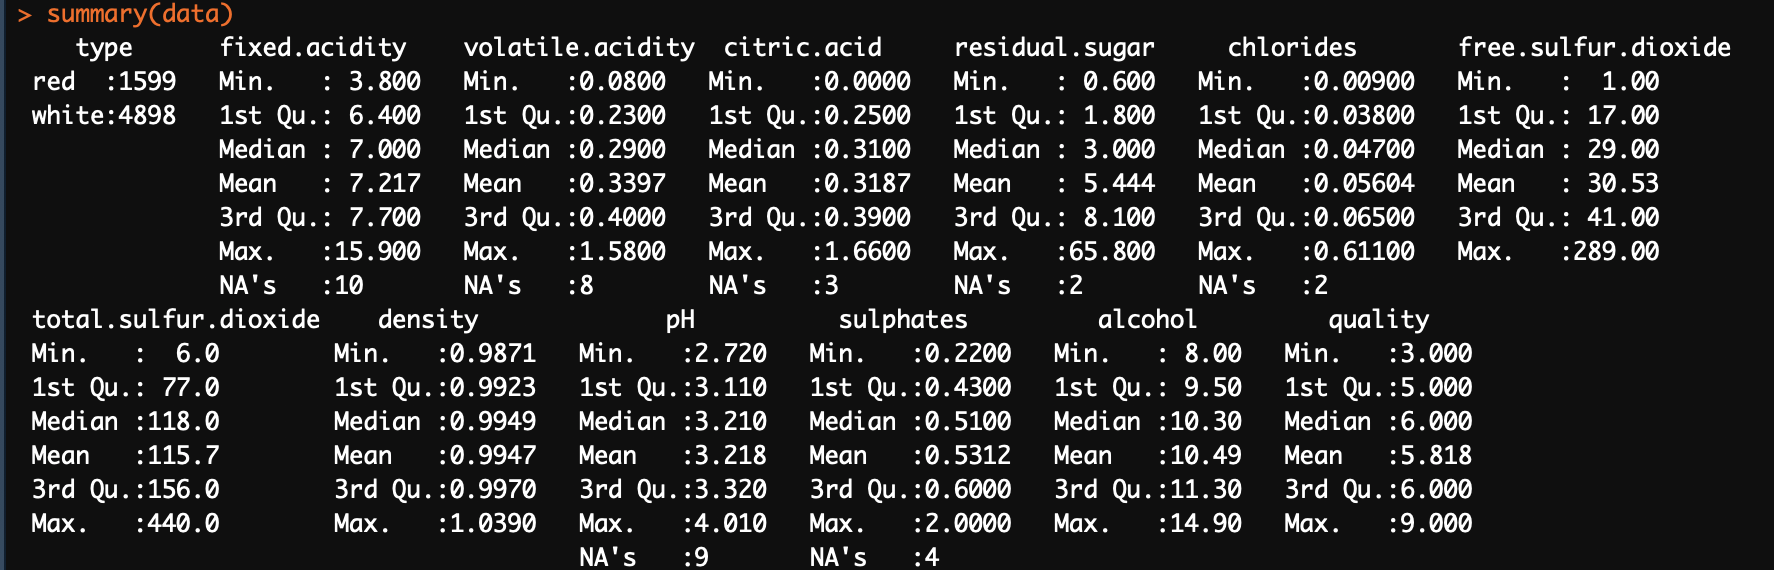 > summary(data)
   type      fixed.acidity    volatile.acidity  citric.acid     residual.sugar     chlorides       free.sulfur.dioxide
red  :1599   Min.   : 3.800   Min.   :0.0800   Min.   :0.0000   Min.   : 0.600   Min.   :0.00900   Min.   :  1.00
white:4898   1st Qu.: 6.400   1st Qu.:0.2300   1st Qu.:0.2500   1st Qu.: 1.800   1st Qu.:0.03800   1st Qu.: 17.00
             Median : 7.000   Median :0.2900   Median :0.3100   Median : 3.000   Median :0.04700   Median : 29.00
             Mean   : 7.217   Mean   :0.3397   Mean   :0.3187   Mean   : 5.444   Mean   :0.05604   Mean   : 30.53
             3rd Qu.: 7.700   3rd Qu.:0.4000   3rd Qu.:0.3900   3rd Qu.: 8.100   3rd Qu.:0.06500   3rd Qu.: 41.00
             Max.   :15.900   Max.   :1.5800   Max.   :1.6600   Max.   :65.800   Max.   :0.61100   Max.   :289.00
             NA's   :10       NA's   :8        NA's   :3        NA's   :2        NA's   :2
total.sulfur.dioxide    density             pH          sulphates         alcohol         quality
Min.   :  6.0        Min.   :0.9871   Min.   :2.720   Min.   :0.2200   Min.   : 8.00   Min.   :3.000
1st Qu.: 77.0        1st Qu.:0.9923   1st Qu.:3.110   1st Qu.:0.4300   1st Qu.: 9.50   1st Qu.:5.000
Median :118.0        Median :0.9949   Median :3.210   Median :0.5100   Median :10.30   Median :6.000
Mean   :115.7        Mean   :0.9947   Mean   :3.218   Mean   :0.5312   Mean   :10.49   Mean   :5.818
3rd Qu.:156.0        3rd Qu.:0.9970   3rd Qu.:3.320   3rd Qu.:0.6000   3rd Qu.:11.30   3rd Qu.:6.000
Max.   :440.0        Max.   :1.0390   Max.   :4.010   Max.   :2.0000   Max.   :14.90   Max.   :9.000
                                      NA's   :9       NA's   :4